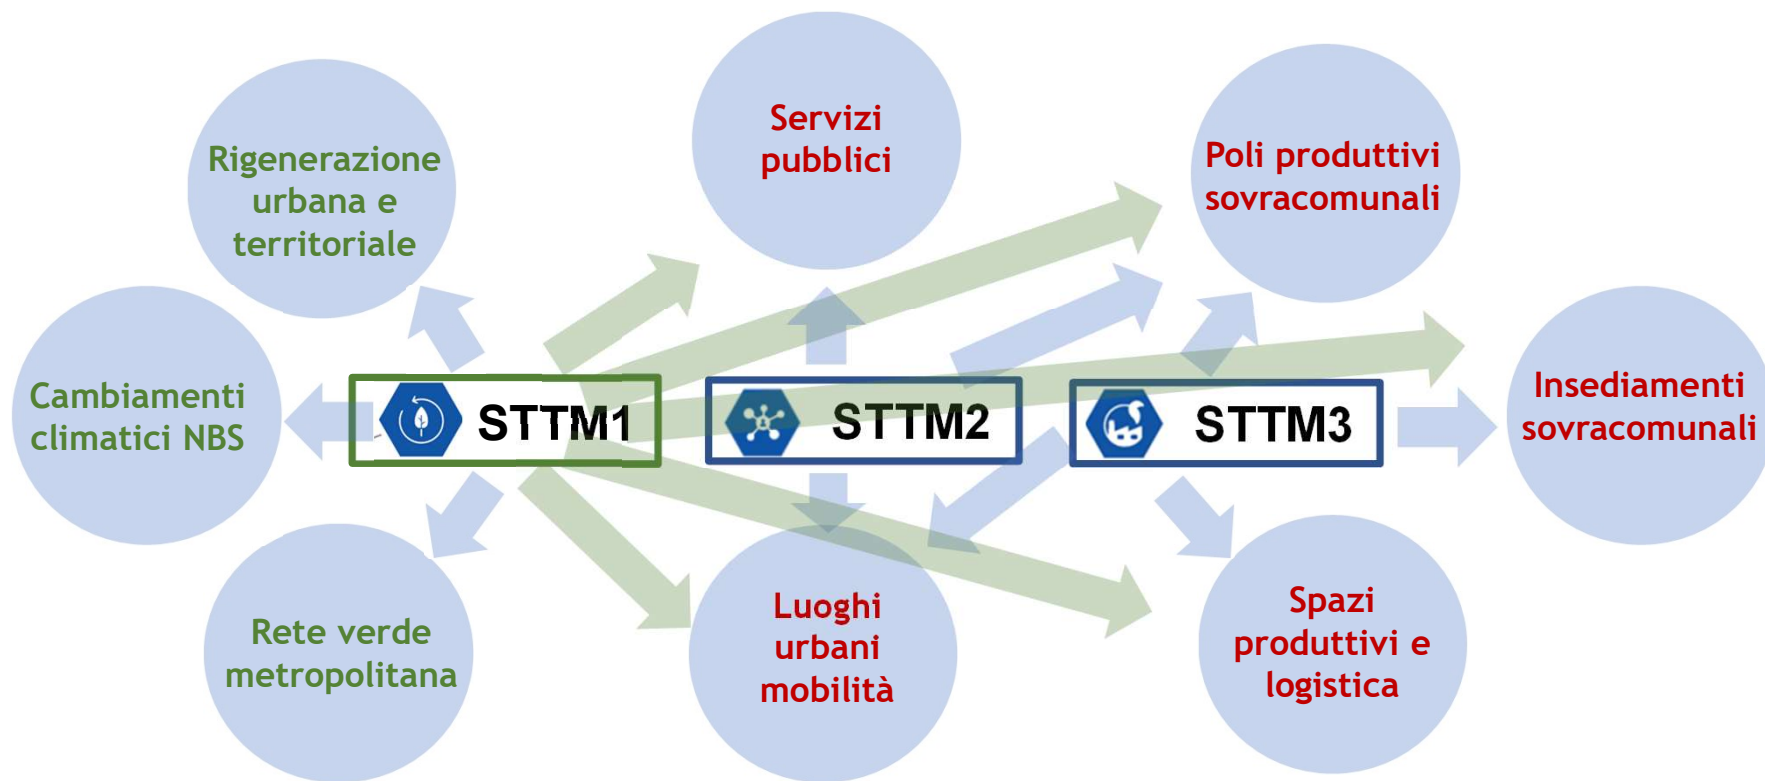 Servizi
pubblici
Rigenerazione
urbana e
territoriale
Poli produttivi
sovracomunali
Cambiamenti
climatici NBS
STTM1
STTM2
STTM3
Insediamenti
sovracomunali
Rete verde
metropolitana
Luoghi
urbani
mobilità
Spazi
produttivi e
logistica